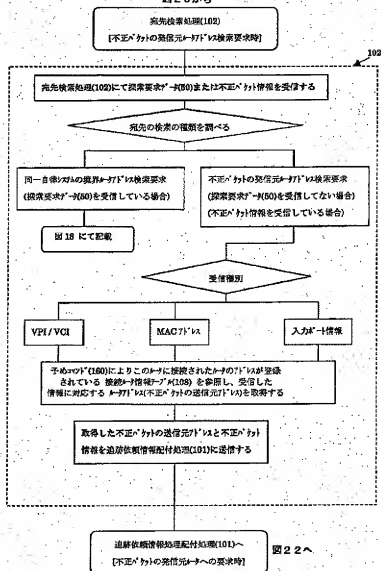 図20から
宛先検索処理(102)
[不正パケットの発信元ルータアドレス検索要求時]
102
宛先検索処理(102)にて探索要求データ(50)または不正パケット情報を受信する
宛先の検索の種類を調べる
同一自律システムの境界ルータアドレス検索要求
(探索要求データ(50)を受信している場合)
不正パケットの発信元ルータアドレス検索要求
(探索要求データ(50)を受信してない場合)
(不正パケット情報を受信している場合)
図18 にて記載
受信種別
VPI / VCI
MACアドレス
入力ポート情報
予めコマンド(160)によりこのルータに接続されたルータのアドレスが登録
されている 接続ルータ情報テーブル(108) を参照し、受信した
情報に対応する ルータアドレス(不正パケットの送信元アドレス)を取得する
取得した不正パケットの送信元アドレスと不正パケット
情報を追跡依頼情報配付処理(101)に送信する
追跡依頼情報処理配付処理(101)へ
[不正パケットの発信元ルータへの要求時]
図22へ